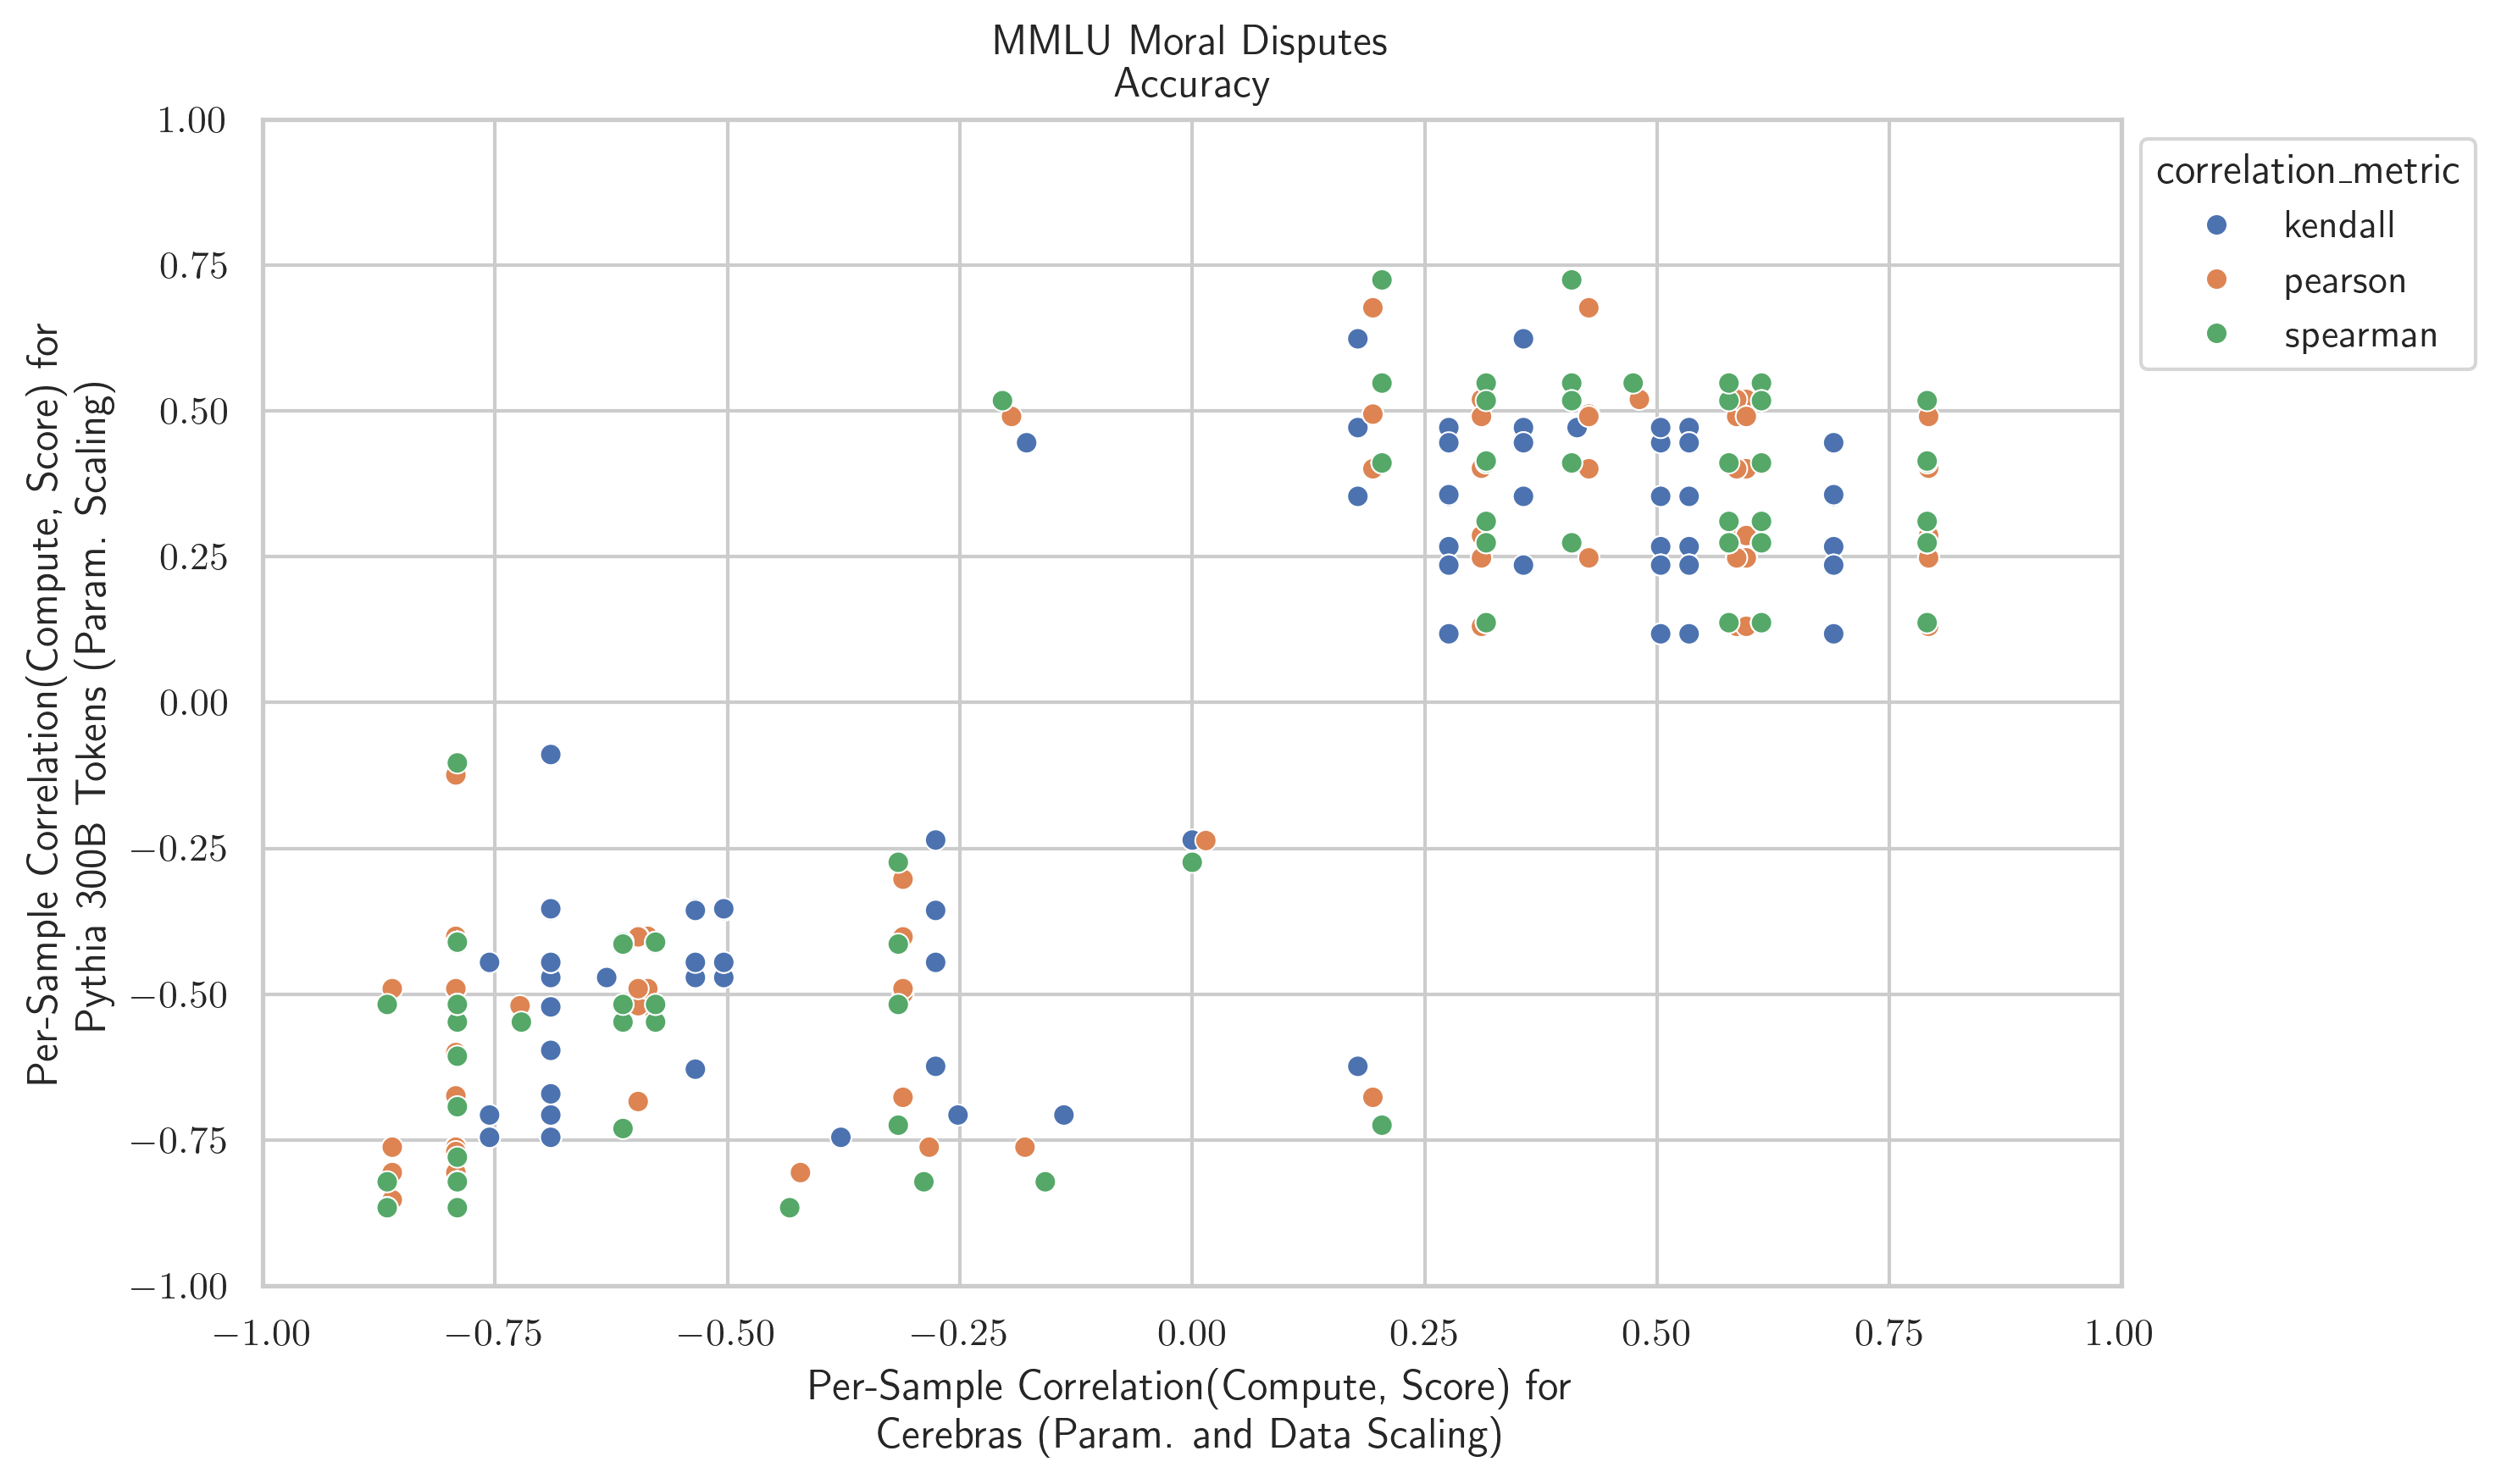 MMLU Moral Disputes
Accuracy
correlation_metric
kendall
pearson
spearman
Per-Sample Correlation(Compute, Score) for
Pythia 300B Tokens (Param. Scaling)
1.00
0.75
0.50
0.25
0.00
−0.25
−0.50
−0.75
−1.00
−1.00
−0.75
−0.50
−0.25
0.00
0.25
0.50
0.75
1.00
Per-Sample Correlation(Compute, Score) for
Cerebras (Param. and Data Scaling)